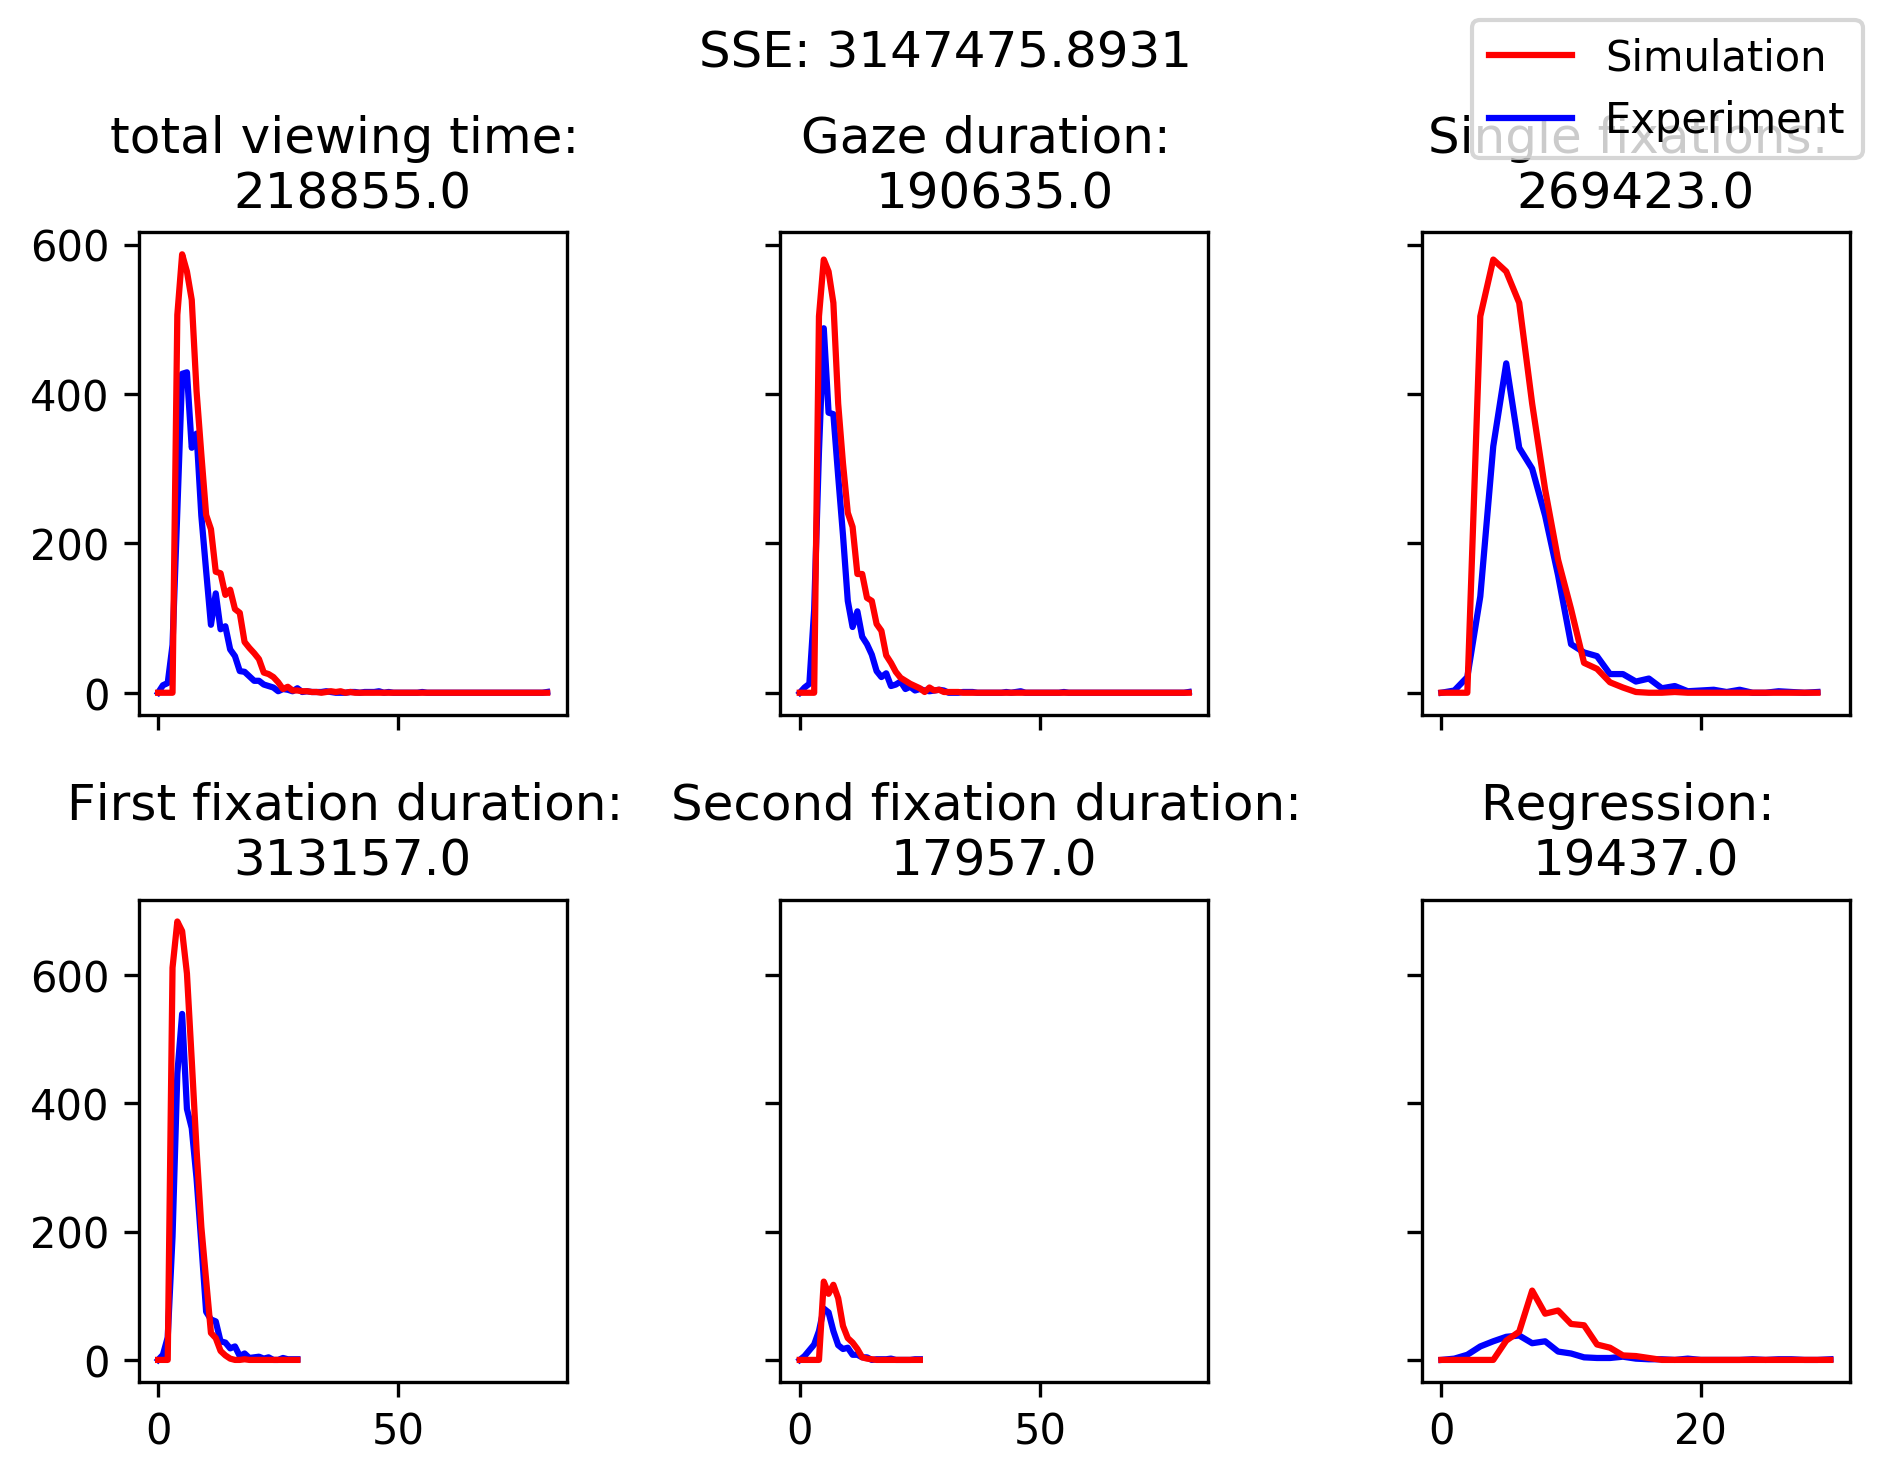 SSE: 3147475.8931
Simulation
Experiment
total viewing time:
218855.0
Gaze duration:
190635.0
Single fixations:
269423.0
600
400
200
0
First fixation duration:
313157.0
Second fixation duration:
17957.0
Regression:
19437.0
600
400
200
0
0 50
0 50
0 20